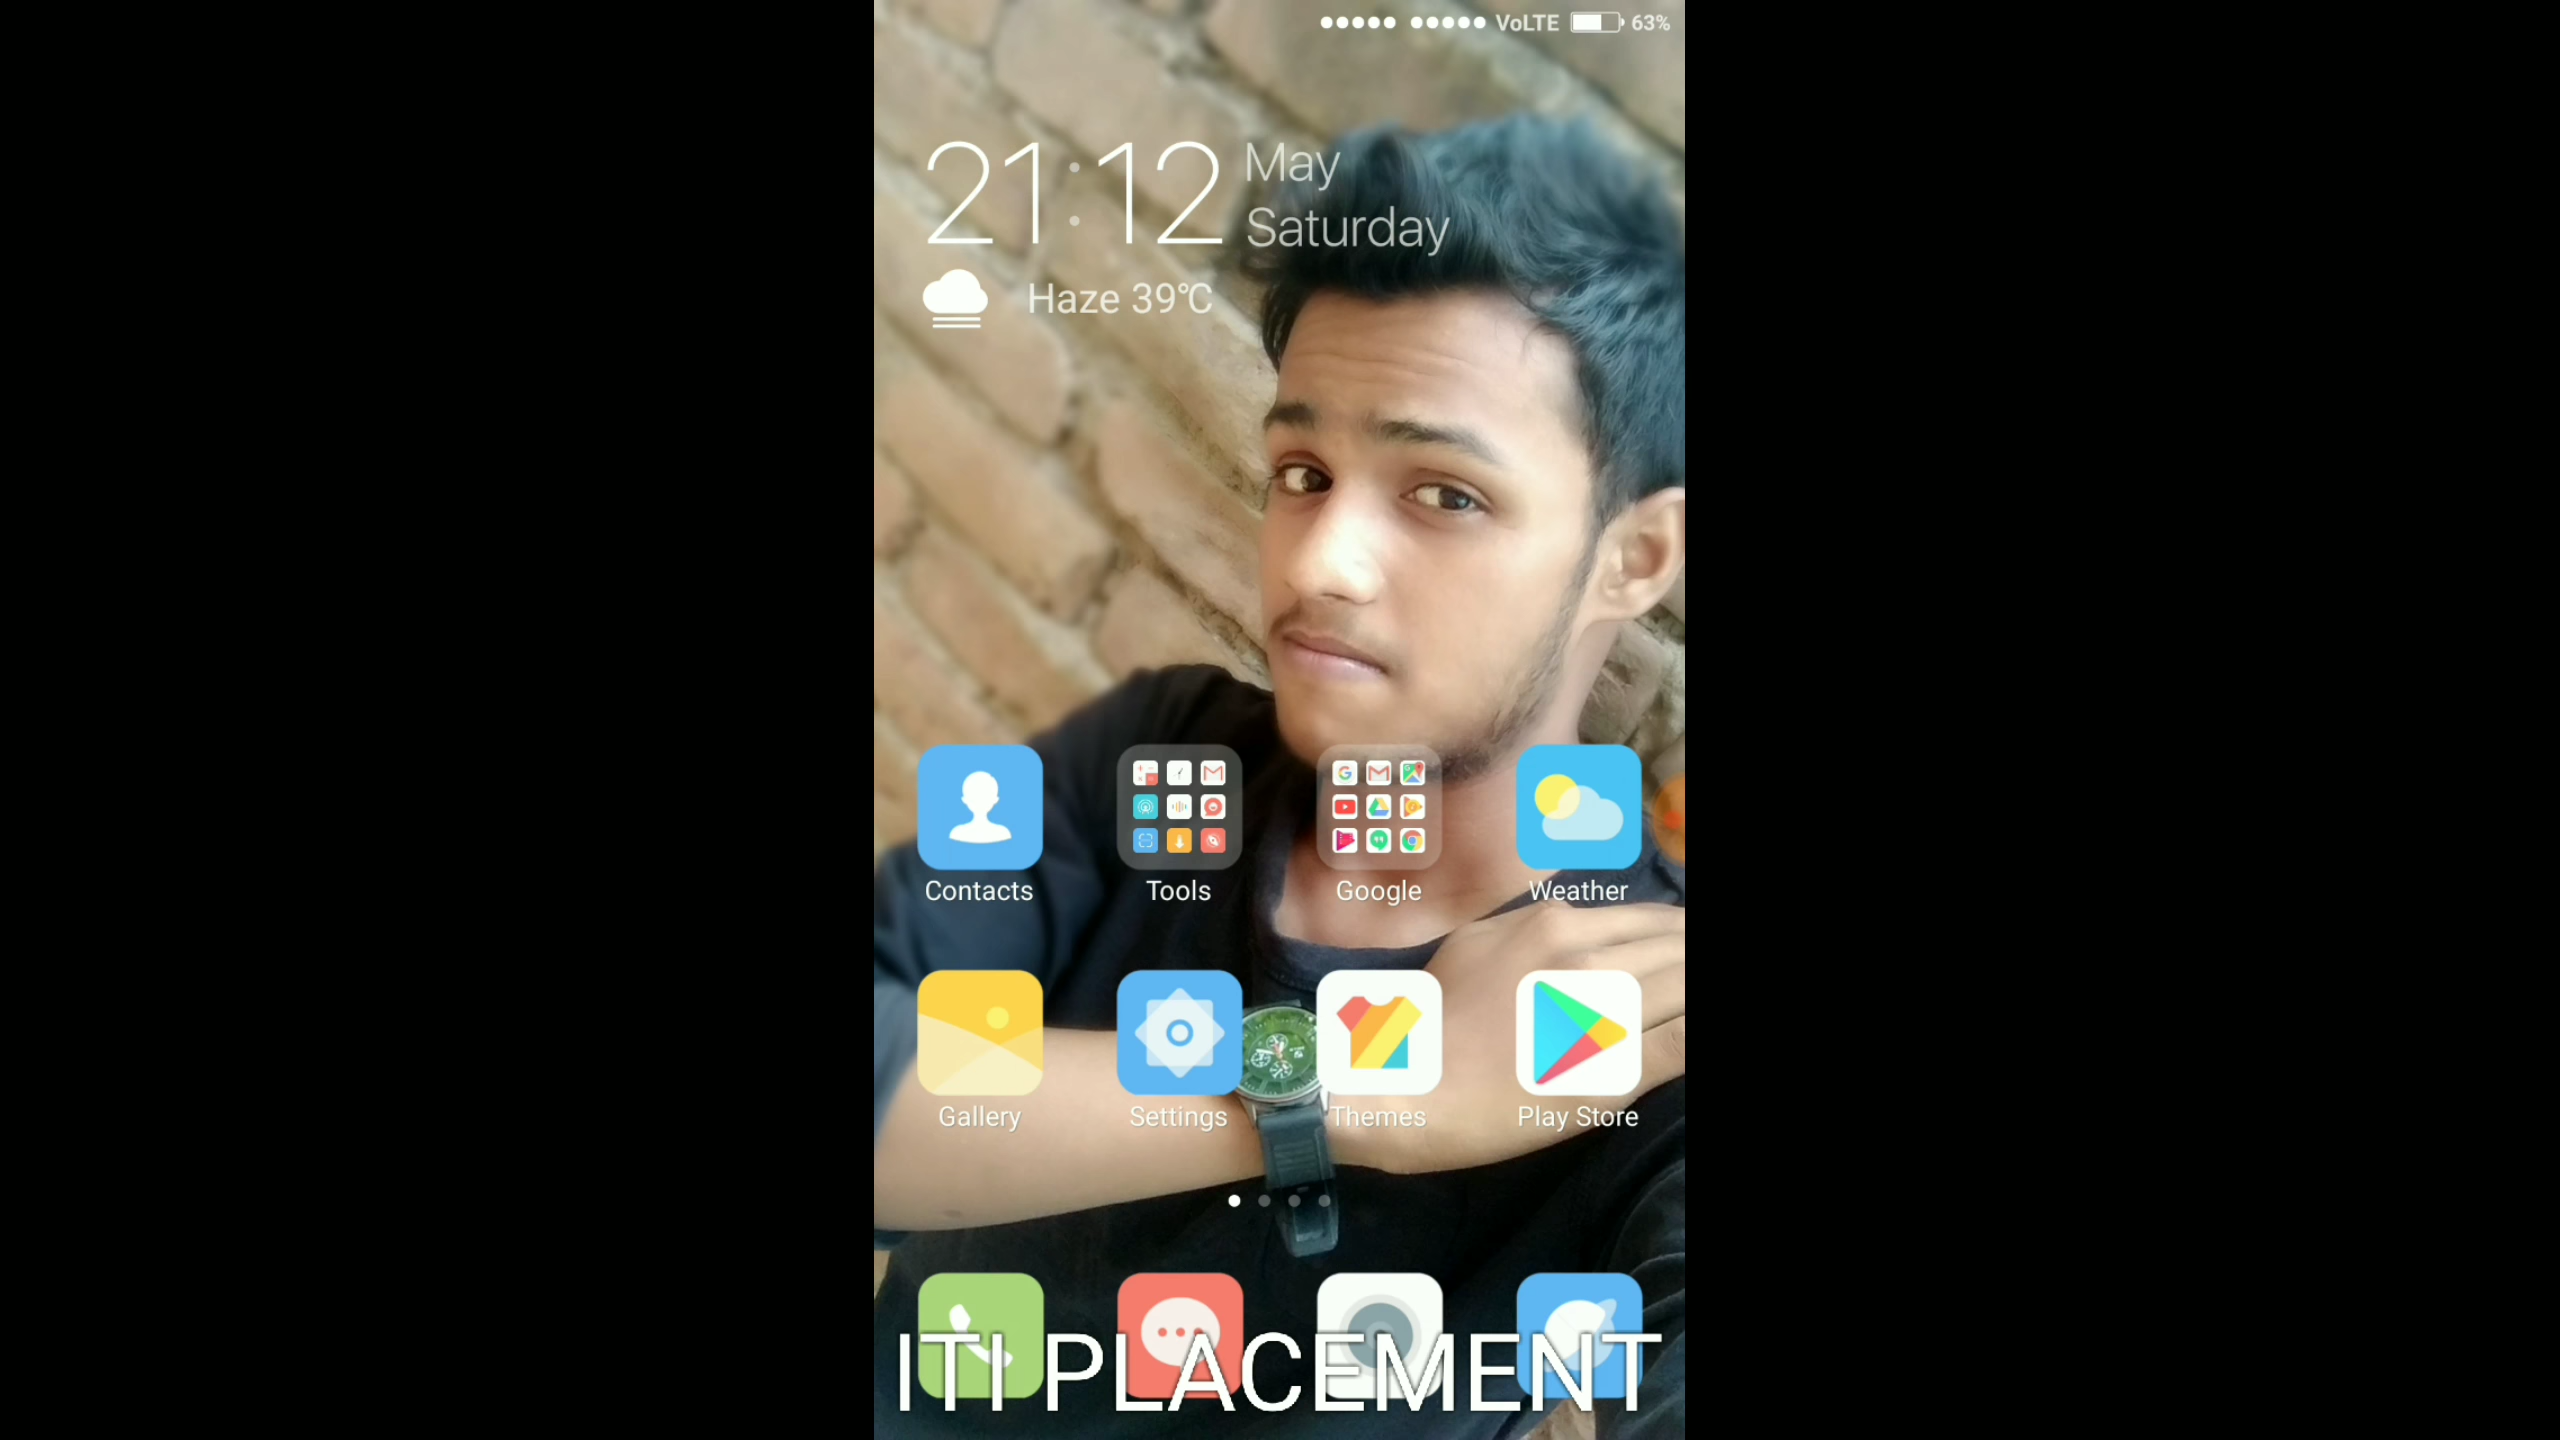 VoLTE 63%
21:12 May
Saturday
Haze 39℃
Contacts Tools Google Weather
Gallery Settings Themes Play Store
ITI PLACEMENT